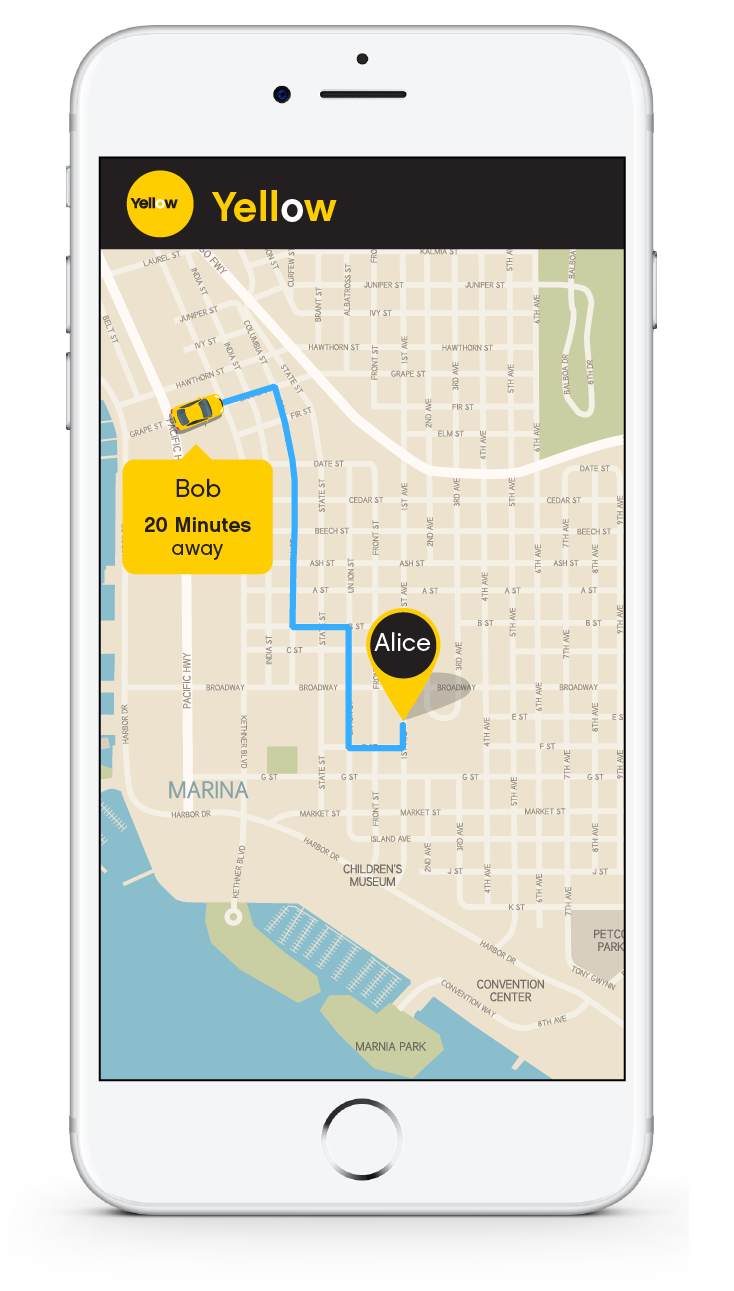 Yellow
Yellow
LAUREL ST
INDIA ST
CURFEW ST
KALMIA ST
5TH AV
BALBOA
JUNIPER ST
JUNIPER ST
BRANT ST
ALBATROSS ST
IVY ST
6TH AVE
BELT ST
JUNIPER ST
COLUMBIA ST
IVY ST
INDIA ST
HAWTHORN ST
HAWTHORN ST
FRONT ST
1ST AVE
3RD AVE
5TH AVE
BALBOA DR
8TH DR
HAWTHORN ST
STATE ST
GRAPE ST
FIR ST
FIR ST
2ND AVE
GRAPE ST
PACIFIC H
ELM ST
4TH AVE
6TH AVE
DATE ST
DATE ST
Bob
20 Minutes
away
STATE ST
CEDAR ST
1ST AVE
3RD AVE
5TH AVE
CEDAR ST
9TH AVE
BEECH ST
FRONT ST
2ND AVE
7TH AVE
BEECH ST
ASH ST
ASH ST
6TH AVE
ASH ST
8TH AVE
A ST
UNION ST
ST AVE
A ST
4TH AVE
A ST
A ST
B ST
5TH AVE
B ST
9TH AVE
Alice
INDIA ST
C ST
3RD AVE
7TH AVE
PACIFIC HWY
BROADWAY
BROADWAY
BROADWAY
BROADWAY
6TH AVE
HARBOR DR
KETHNER BLVD
4TH AVE
E ST
8TH AVE
E S
F ST
STATE ST
7TH AVE
9TH AVE
G ST
G ST
G ST
G ST
MARINA
5TH AVE
HARBOR DR
MARKET ST
FRONT ST
MARKET ST
MARKET ST
HARBOR DR
ISLAND AVE
3RD AVE
8TH AVE
KETHNER BLVD
CHILDREN'S
MUSEUM
2ND AVE
J ST
4TH AVE
6TH AVE
7TH AVE
J ST
K ST
HARBOR DR
PETCO
PARK
CONVENTION
CENTER
TONY GWYNN
CONVENTION WAY
8TH AVE
MARNIA PARK